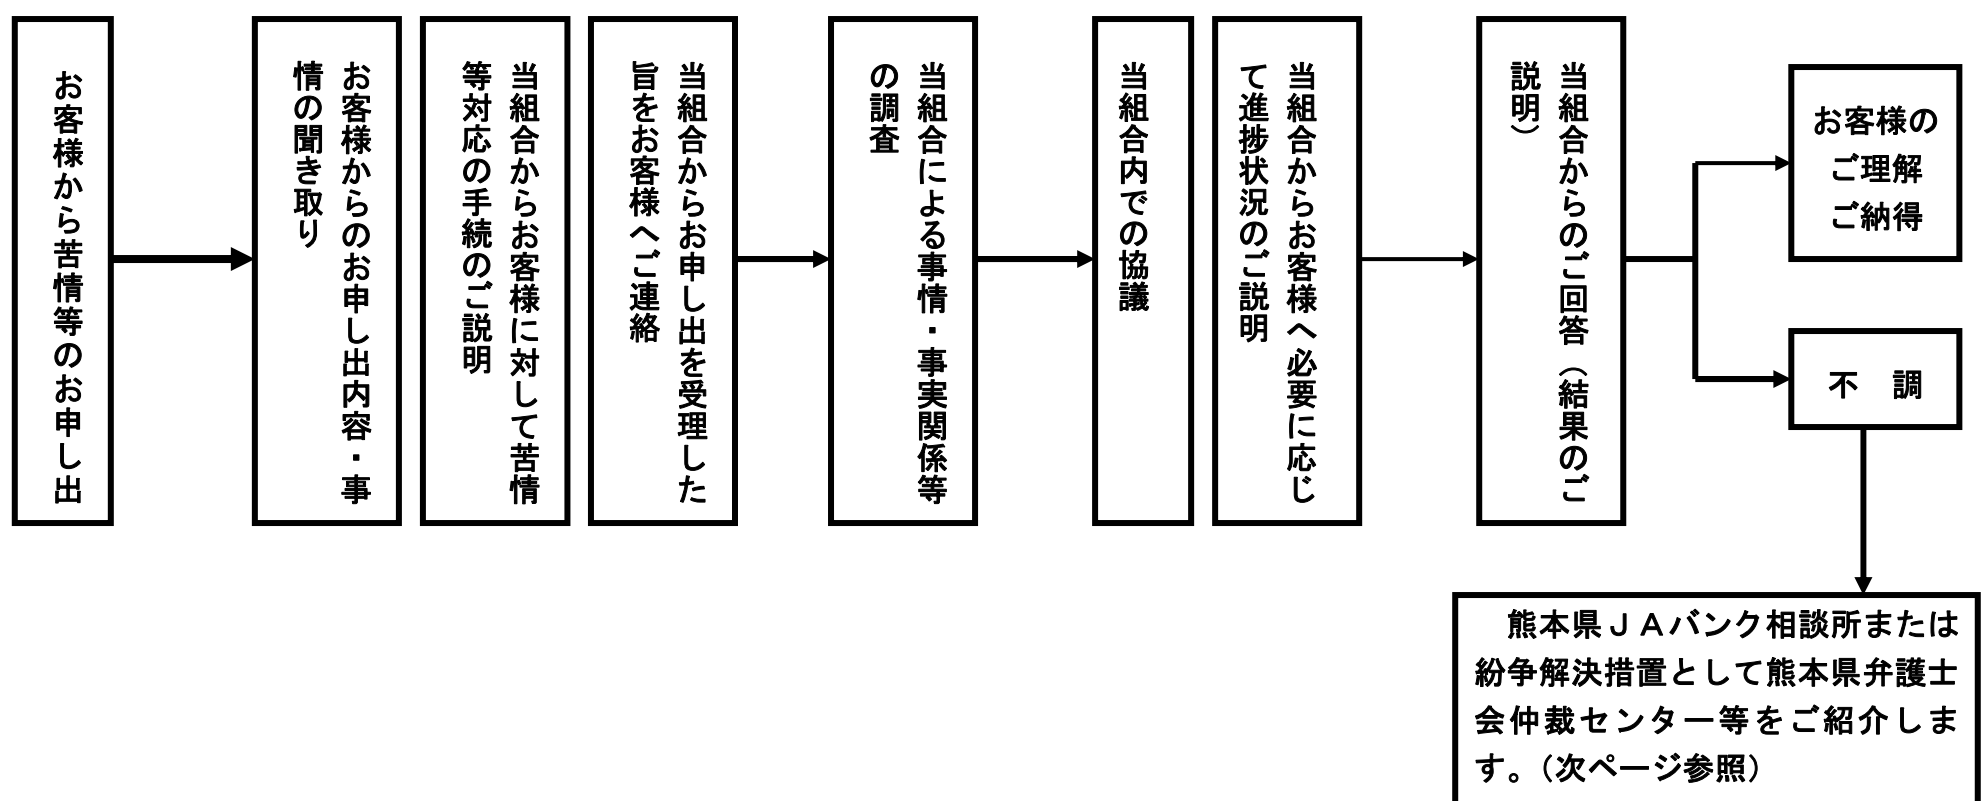 お客様から苦情等のお申し出
お客様からのお申し出内容・事
情の聞き取り
当組合からお客様に対して苦情
等対応の手続のご説明
当組合からお申し出を受理した
旨をお客様へご連絡
当組合による事情・事実関係等
の調査
当組合内での協議
当組合からお客様へ必要に応じ
て進捗状況のご説明
当組合からのご回答（結果のご
説明）
お客様の
ご理解
ご納得
不　調
熊本県ＪＡバンク相談所または
紛争解決措置として熊本県弁護士
会仲裁センター等をご紹介しま
す。（次ページ参照）